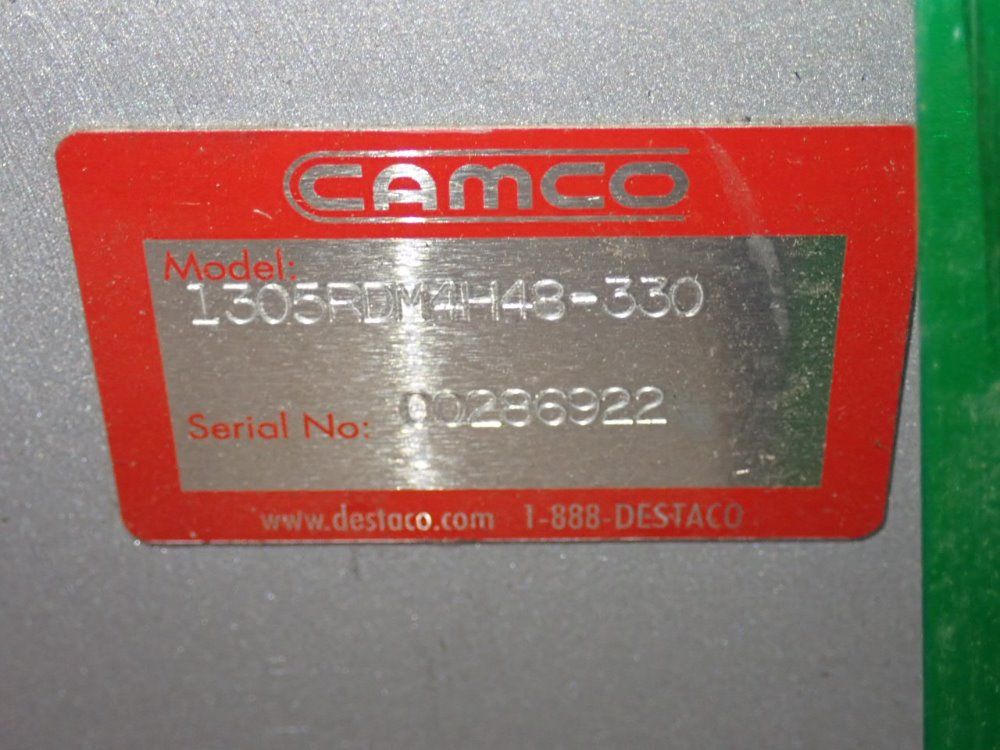 CAMCO
Model:
1305RDM4H48-330
Serial No: 00286922
www.destaco.com 1-888-DESTACO